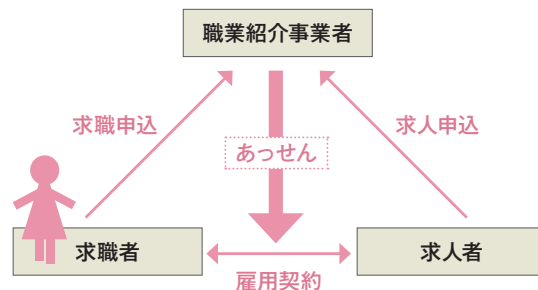 職業紹介事業者
求職申込
求人申込
あっせん
求職者
求人者
雇用契約